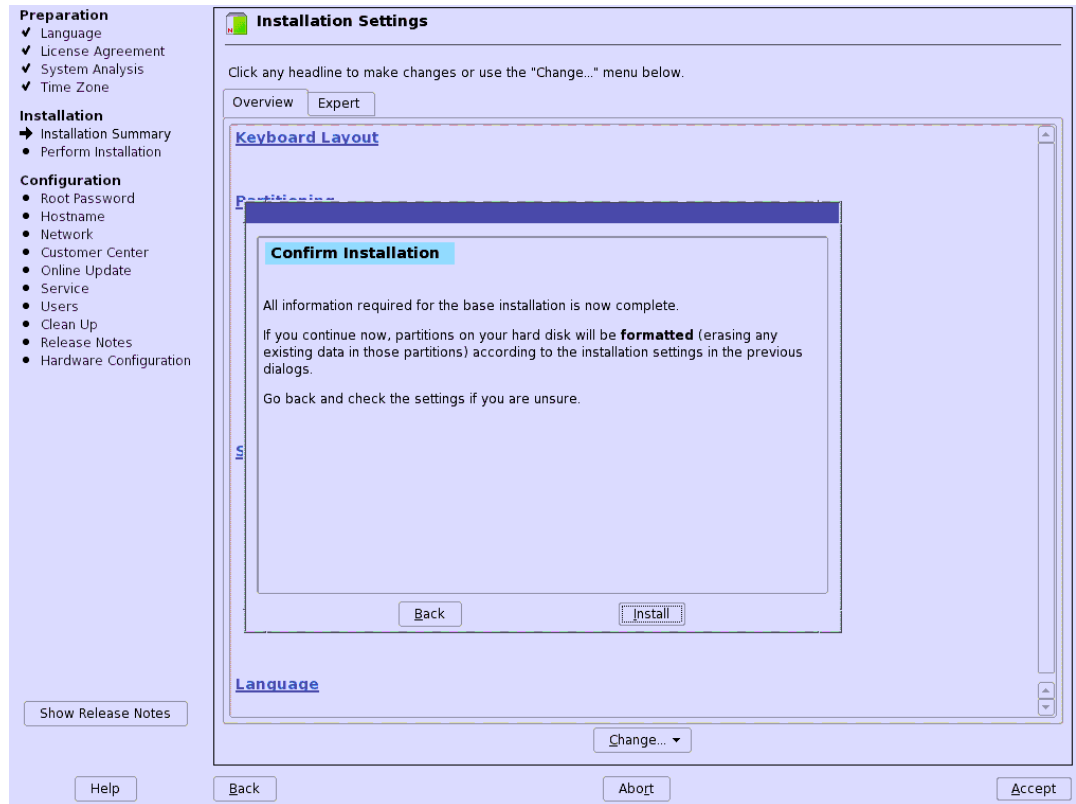 Preparation
Language
License Agreement
System Analysis
Time Zone
Installation
Installation Summary
Perform Installation
Configuration
Root Password
Hostname
Network
Customer Center
Online Update
Service
Users
Clean Up
Release Notes
Hardware Configuration
Show Release Notes
Help
Installation Settings
Click any headline to make changes or use the "Change..." menu below.
Overview
Expert
Keyboard Layout
Partitioning
Confirm Installation
All information required for the base installation is now complete.
If you continue now, partitions on your hard disk will be formatted (erasing any
existing data in those partitions) according to the installation settings in the previous
dialogs.
Go back and check the settings if you are unsure.
Back
Install
Language
Change...
Back
Abort
Accept